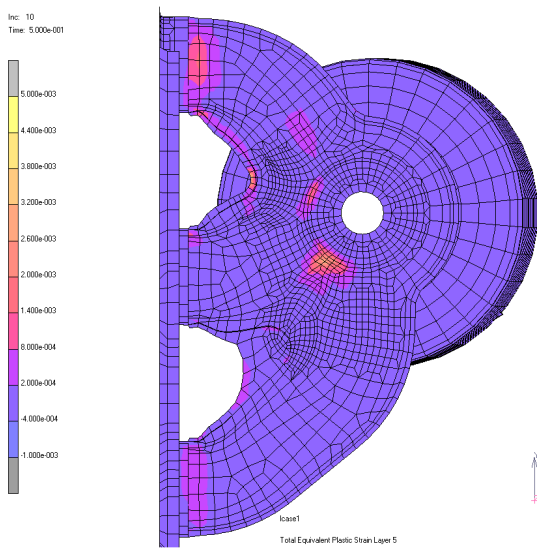 Inc: 10
Time: 5.000e-001
5.000e-003
4.400e-003
3.800e-003
3.200e-003
2.600e-003
2.000e-003
1.400e-003
8.000e-004
2.000e-004
-4.000e-004
-1.000e-003
lcase1
Total Equivalent Plastic Strain Layer 5